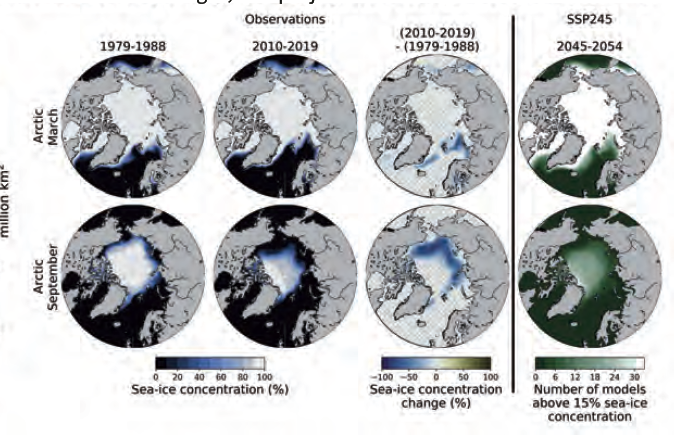 Observations
SSP245
1979-1988
2010-2019
(2010-2019)
- (1979-1988)
2045-2054
Arctic
March
million km²
Arctic
September
0 20 40 60 80 100
Sea-ice concentration (%)
−100 −50 0 50 100
Sea-ice concentration
change (%)
0 6 12 18 24 30
Number of models
above 15% sea-ice
concentration